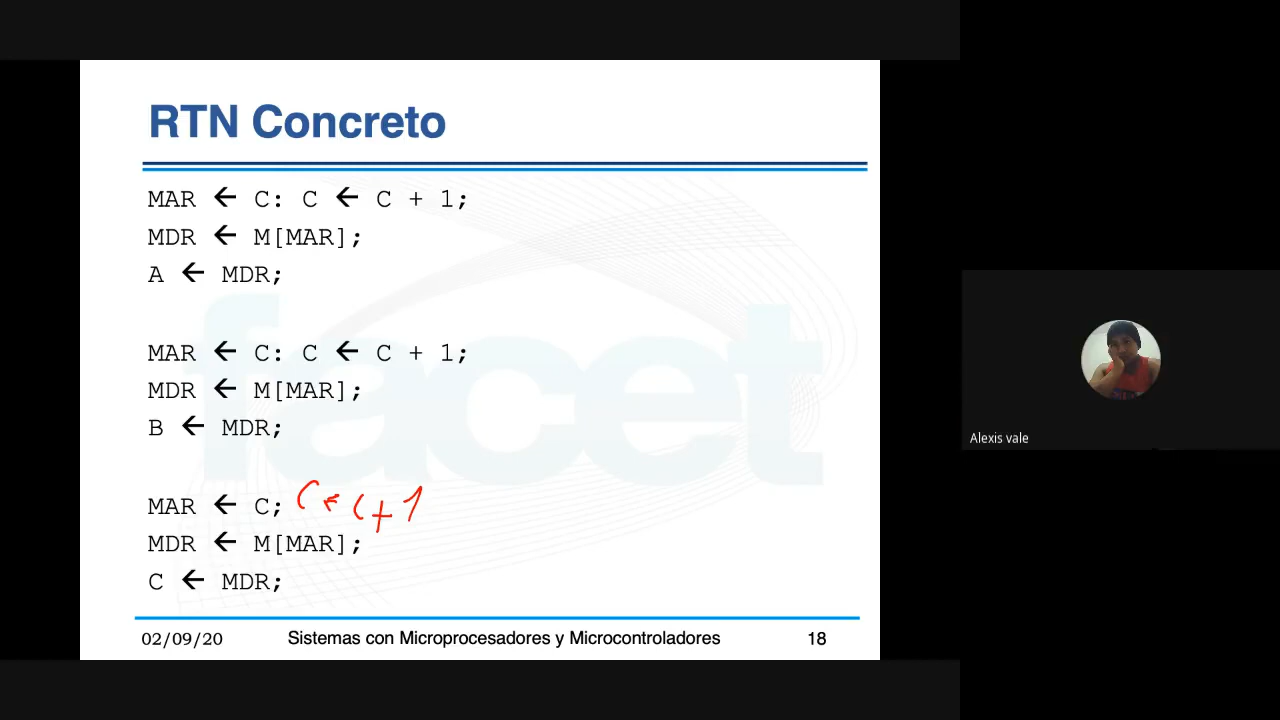 RTN Concreto
MAR ← C: C ← C + 1;
MDR ← M[MAR];
A ← MDR;
MAR ← C: C ← C + 1;
MDR ← M[MAR];
B ← MDR;
MAR ← C; C ← C + 1
MDR ← M[MAR];
C ← MDR;
facet
02/09/20 Sistemas con Microprocesadores y Microcontroladores 18
Alexis vale